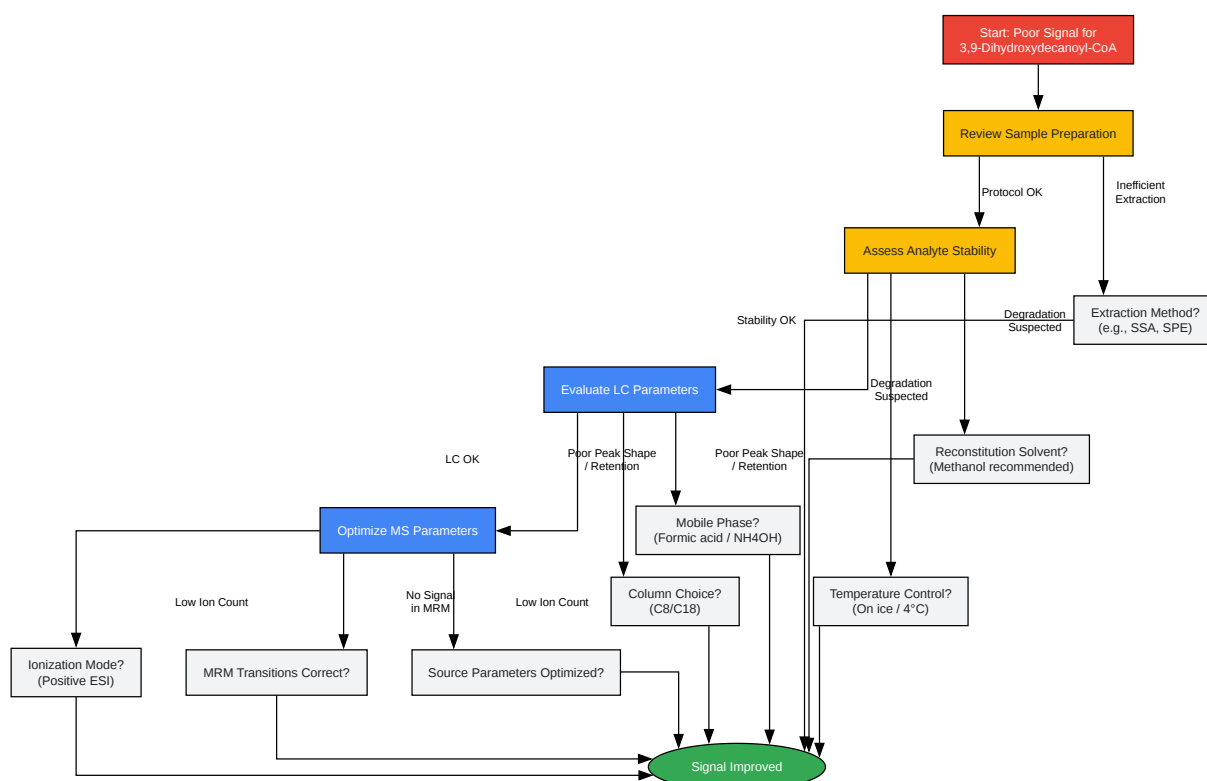 Start: Poor Signal for
3,9-Dihydroxydecanoyl-CoA
Review Sample Preparation
Protocol OK
Inefficient
Extraction
Assess Analyte Stability
Extraction Method?
(e.g., SSA, SPE)
Stability OK
Degradation
Suspected
Evaluate LC Parameters
Degradation
Suspected
Reconstitution Solvent?
(Methanol recommended)
LC OK
Poor Peak Shape
/ Retention
Poor Peak Shape
/ Retention
Optimize MS Parameters
Mobile Phase?
(Formic acid / NH4OH)
Column Choice?
(C8/C18)
Temperature Control?
(On ice / 4°C)
Low Ion Count
No Signal
in MRM
Low Ion Count
Ionization Mode?
(Positive ESI)
MRM Transitions Correct?
Source Parameters Optimized?
Signal Improved